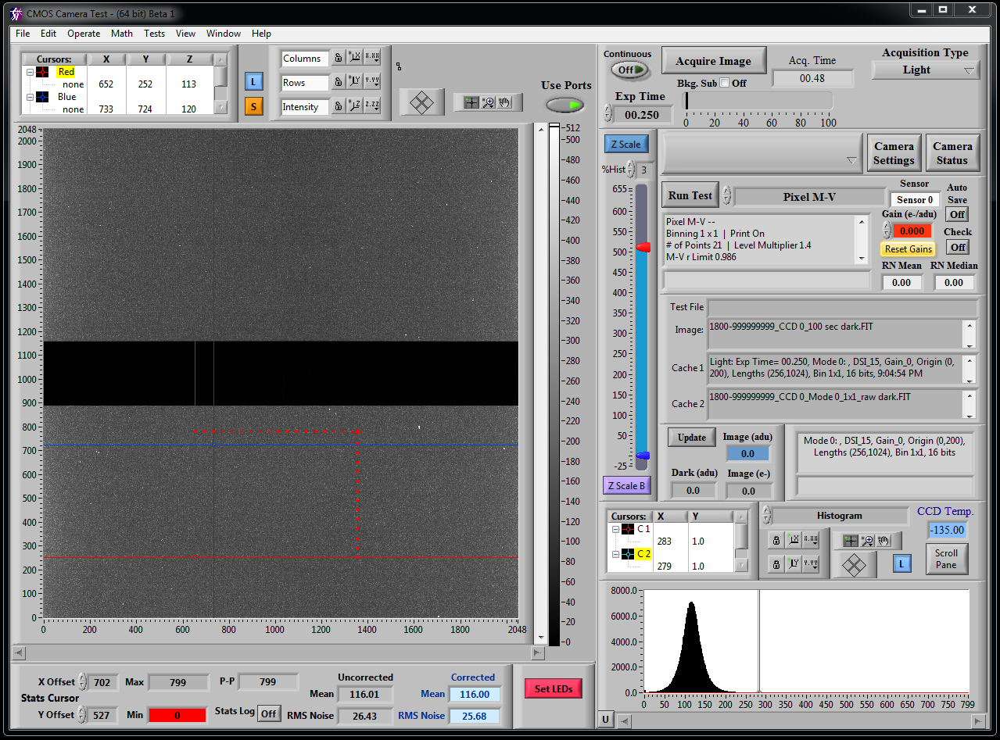 CMOS Camera Test - (64 bit) Beta 1
File Edit Operate Math Tests View Window Help
Cursors: X Y Z
Red
none 652 252 113
Blue
none 733 724 120
L
S
Columns X X.XX
Rows Y Y.YY
Intensity Z Z.ZZ
Use Ports
Continuous
Off
Acquire Image
Bkg. Sub Off
Acq. Time
00.48
Acquisition Type
Light
Exp Time
00.250
0 20 40 60 80 100
2048
2000
1900
1800
1700
1600
1500
1400
1300
1200
1100
1000
900
800
700
600
500
400
300
200
100
0
0 200 400 600 800 1000 1200 1400 1600 1800 2048
512
500
480
460
440
420
400
380
360
340
320
300
280
260
240
220
200
180
160
140
120
100
80
60
40
20
0
Z Scale
%Hist 3
655
600
550
500
450
400
350
300
250
200
150
100
50
-25
Z Scale B
Camera Settings
Camera Status
Run Test
Pixel M-V
Sensor
Sensor 0
Auto Save
Off
Gain (e-/adu)
0.000
Check
Off
Reset Gains
RN Mean RN Median
0.00 0.00
Pixel M-V --
Binning 1 x 1 | Print On
# of Points 21 | Level Multiplier 1.4
M-V r Limit 0.986
Test File
Image: 1800-999999999_CCD 0_100 sec dark.FIT
Cache 1 Light: Exp Time= 00.250, Mode 0: , DSI_15, Gain_0, Origin (0,
200), Lengths (256,1024), Bin 1x1, 16 bits, 9:04:54 PM
Cache 2 1800-999999999_CCD 0_Mode 0_1x1_raw dark.FIT
Update
Image (adu)
0.0
Dark (adu) Image (e-)
0.0 0.0
Mode 0: , DSI_15, Gain_0, Origin (0,200),
Lengths (256,1024), Bin 1x1, 16 bits
Cursors: X Y
C 1
283 1.0
C 2
279 1.0
Histogram
X X.XX
Y Y.YY
L
CCD Temp.
-135.00
Scroll Pane
8000.0
6000.0
4000.0
2000.0
0.0
0 50 100 150 200 250 300 350 400 450 500 550 600 650 700 750 799
U
X Offset 702 Max 799 P-P 799
Stats Cursor
Y Offset 527 Min 0 Stats Log Off
Uncorrected Corrected
Mean 116.01 Mean 116.00
RMS Noise 26.43 RMS Noise 25.68
Set LEDs